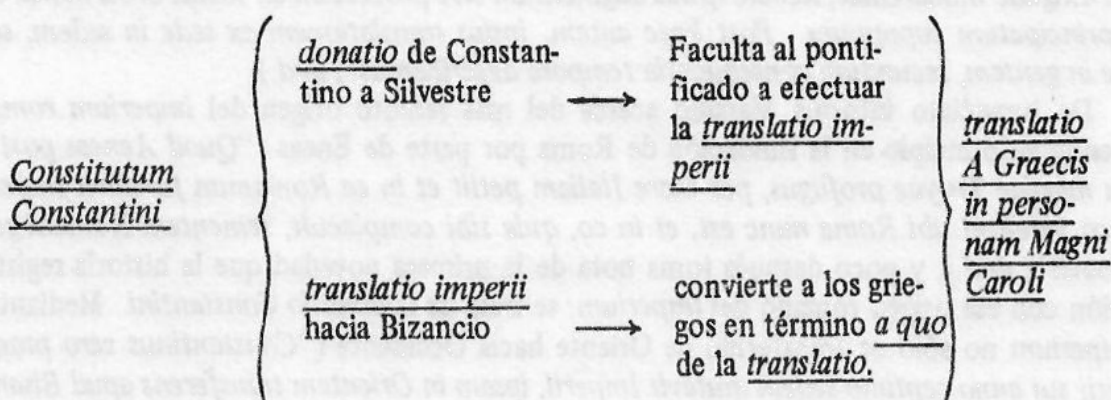 Constitutum
Constantini
donatio de Constan-
tino a Silvestre
Faculta al ponti-
ficado a efectuar
la translatio im-
perii
translatio imperii
hacia Bizancio
convierte a los grie-
gos en término a quo
de la translatio.
translatio
A Graecis
in perso-
nam Magni
Caroli